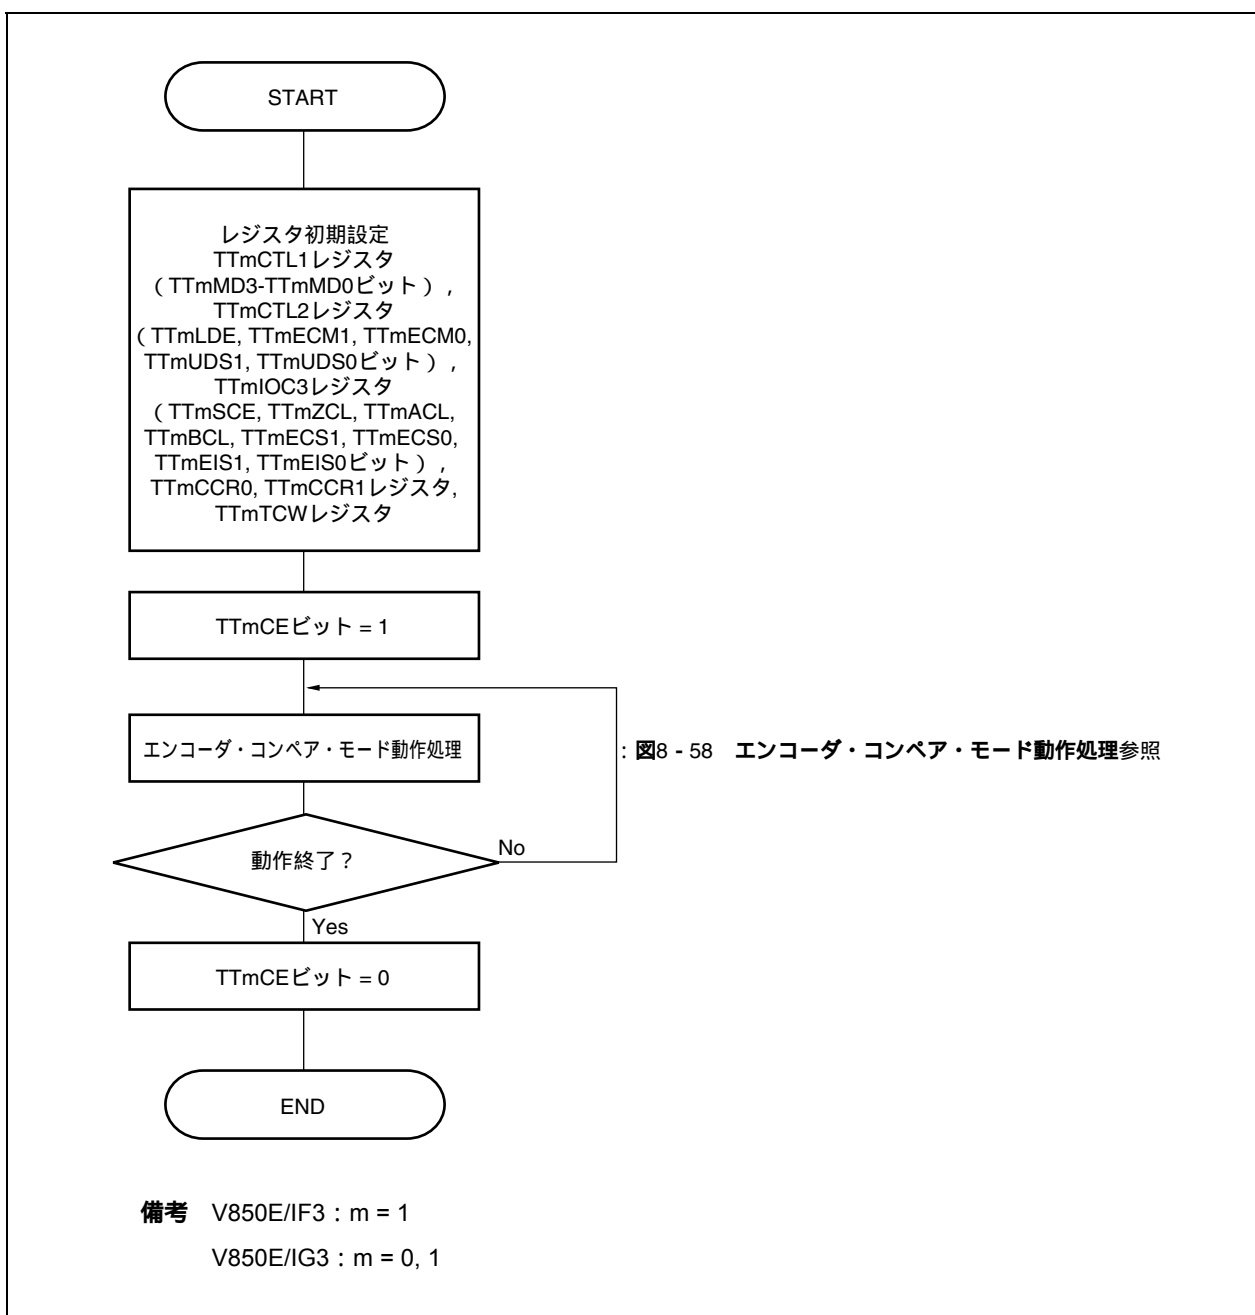 START
レジスタ初期設定
TTmCTL1レジスタ
（TTmMD3-TTmMD0ビット），
TTmCTL2レジスタ
（TTmLDE, TTmECM1, TTmECM0,
TTmUDS1, TTmUDS0ビット），
TTmIOC3レジスタ
（TTmSCE, TTmZCL, TTmACL,
TTmBCL, TTmECS1, TTmECS0,
TTmEIS1, TTmEIS0ビット），
TTmCCR0, TTmCCR1レジスタ,
TTmTCWレジスタ
TTmCEビット = 1
エンコーダ・コンペア・モード動作処理
：図8 - 58　エンコーダ・コンペア・モード動作処理参照
動作終了？
No
Yes
TTmCEビット = 0
END
備考　V850E/IF3：m = 1
V850E/IG3：m = 0, 1